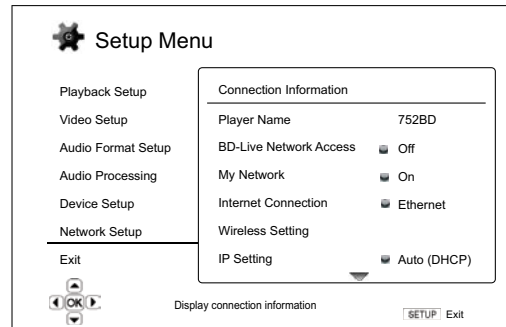 Setup Menu
Playback Setup
Video Setup
Audio Format Setup
Audio Processing
Device Setup
Network Setup
Exit
Connection Information
Player Name 752BD
BD-Live Network Access Off
My Network On
Internet Connection Ethernet
Wireless Setting
IP Setting Auto (DHCP)
OK
Display connection information
SETUP Exit